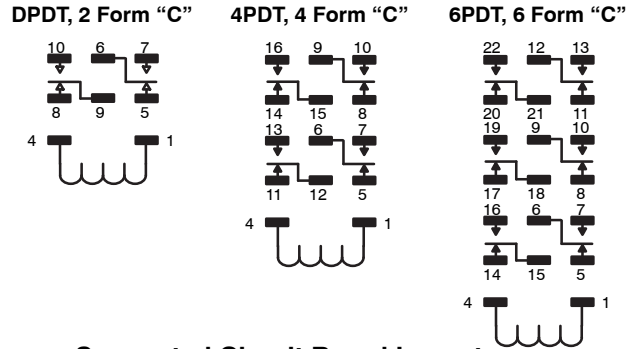 DPDT, 2 Form “C”
10 6 7
8 9 5
4 1
4PDT, 4 Form “C”
16 9 10
14 15 8
13 6 7
11 12 5
4 1
6PDT, 6 Form “C”
22 12 13
20 21 11
19 9 10
17 18 8
16 6 7
14 15 5
4 1